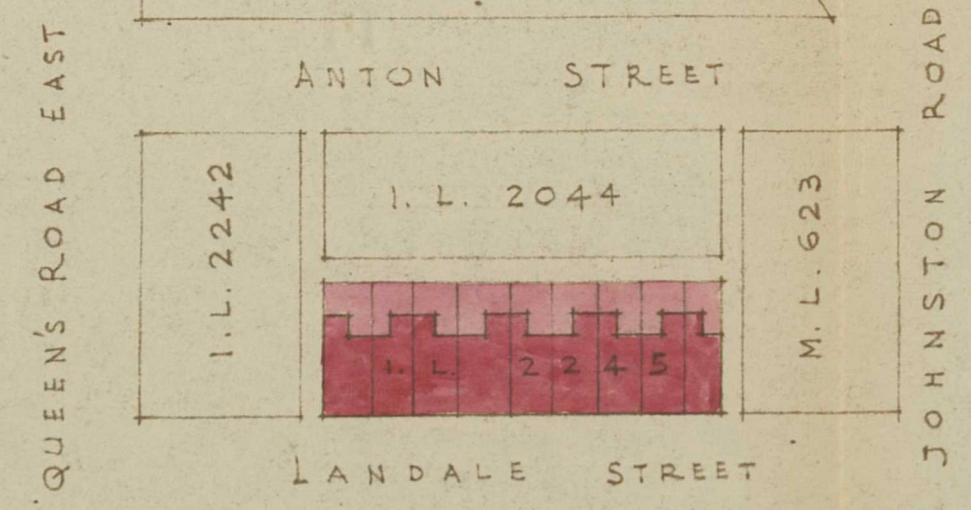 ANTON STREET
QUEEN'S ROAD EAST
I.L. 2242
I. L. 2044
M. L. 623
JOHNSTON ROAD
I. L. 2245
LANDALE STREET